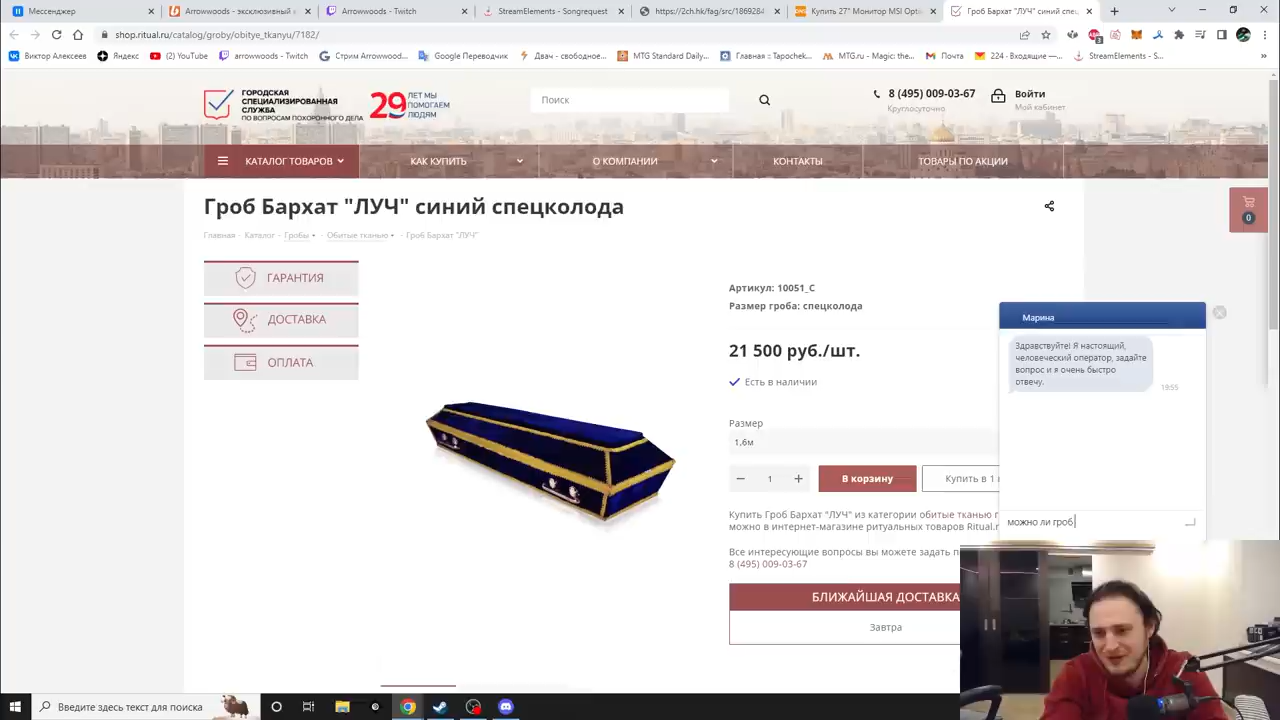 Мессенджер
Arrowwoods - эксклюзивный к
Arrowwoods - Twitch
StreamElements - Songrequest
https://2ch.hk/fag/src/1869284
Купить 27" Монитор MSI Opti
Гроб Бархат "ЛУЧ" синий спец
shop.ritual.ru/catalog/groby/obitye_tkanyu/7182/
Виктор Алексеев
Яндекс
(2) YouTube
arrowwoods - Twitch
Стрим Arrowwood...
Google Переводчик
Двач - свободное...
MTG Standard Daily...
Главная :: Tapochek...
MTG.ru - Magic: the...
Почта
224 · Входящие —...
StreamElements - S...
ГОРОДСКАЯ
СПЕЦИАЛИЗИРОВАННАЯ
СЛУЖБА
ПО ВОПРОСАМ ПОХОРОННОГО ДЕЛА
29 ЛЕТ МЫ
ПОМОГАЕМ
ЛЮДЯМ
Поиск
8 (495) 009-03-67
Круглосуточно
Войти
Мой кабинет
КАТАЛОГ ТОВАРОВ
КАК КУПИТЬ
О КОМПАНИИ
КОНТАКТЫ
ТОВАРЫ ПО АКЦИИ
Гроб Бархат "ЛУЧ" синий спецколода
0
Главная - Каталог - Гробы - Обитые тканью - Гроб Бархат "ЛУЧ"
ГАРАНТИЯ
ДОСТАВКА
ОПЛАТА
Артикул: 10051_С
Размер гроба: спецколода
21 500 руб./шт.
Есть в наличии
Размер
1,6м
1
В корзину
Купить в 1
Купить Гроб Бархат "ЛУЧ" из категории обитые тканью
можно в интернет-магазине ритуальных товаров Ritual.r
Все интересующие вопросы вы можете задать п
8 (495) 009-03-67
БЛИЖАЙШАЯ ДОСТАВКА
Завтра
Марина
Здравствуйте! Я настоящий,
человеческий оператор, задайте
вопрос и я очень быстро
отвечу.
19:55
можно ли гроб
Введите здесь текст для поиска